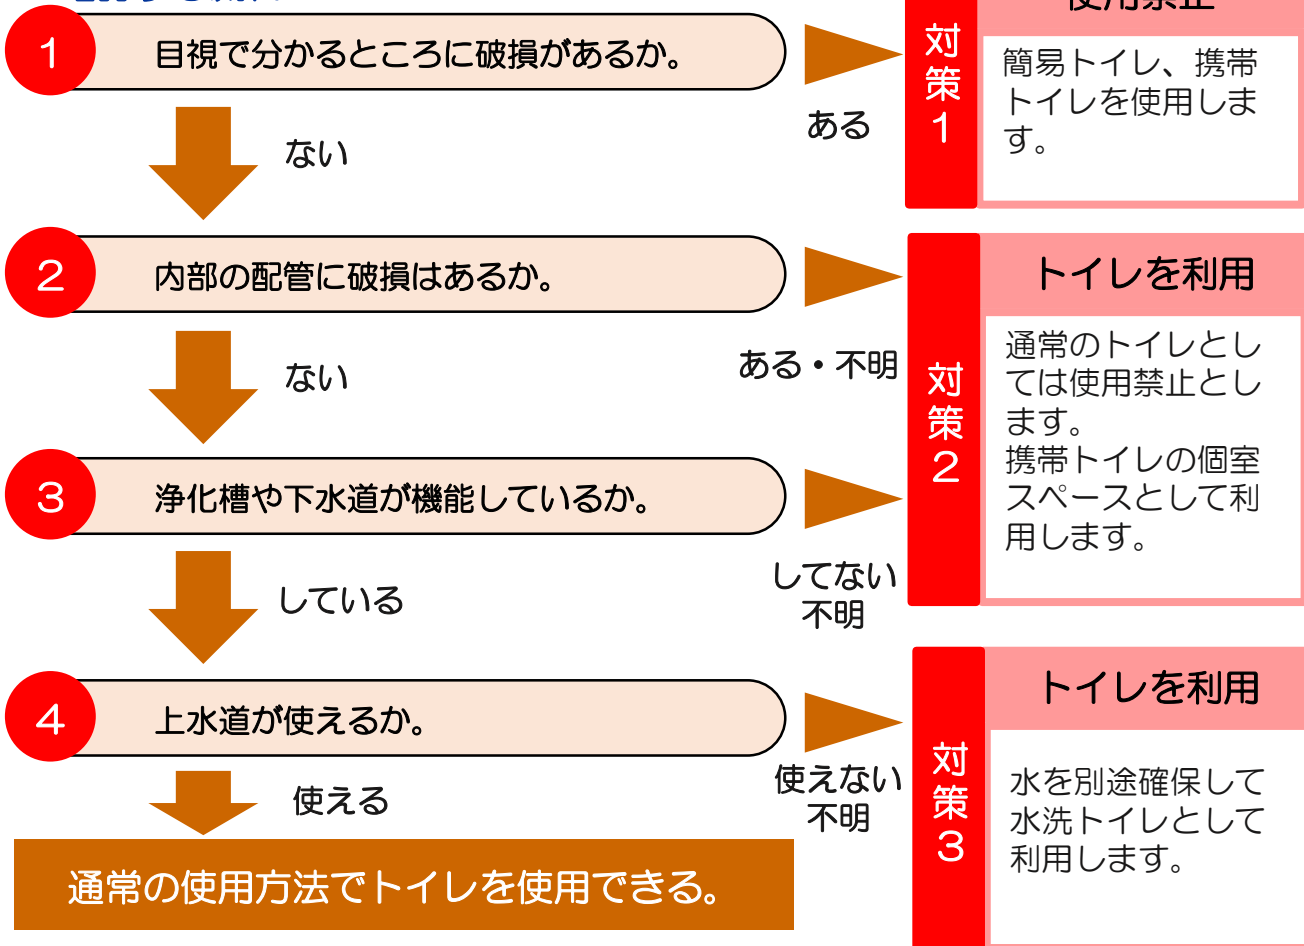 使用禁止
1
目視で分かるところに破損があるか。
ある
ない
対策1
簡易トイレ、携帯
トイレを使用しま
す。
2
内部の配管に破損はあるか。
ある・不明
ない
対策2
トイレを利用
通常のトイレとし
ては使用禁止とし
ます。
携帯トイレの個室
スペースとして利
用します。
3
浄化槽や下水道が機能しているか。
してない
不明
している
4
上水道が使えるか。
使えない
不明
使える
対策3
トイレを利用
水を別途確保して
水洗トイレとして
利用します。
通常の使用方法でトイレを使用できる。